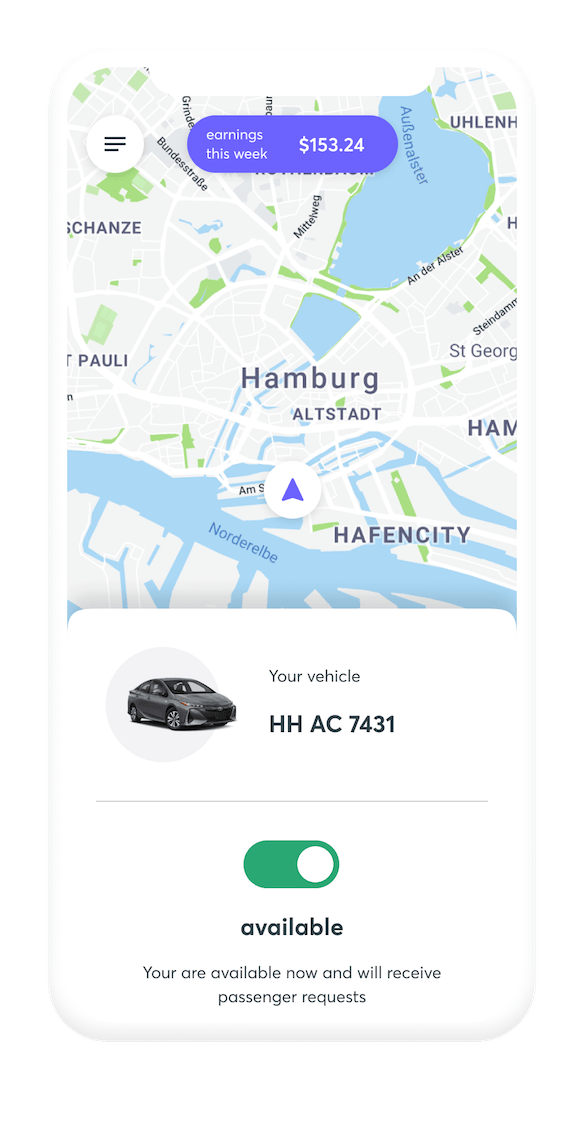 Grind
Außenalster
UHLENH
earnings
this week
$153.24
Bundesstraße
Mittelweg
SCHANZE
H
An der Alster
Steindamm
St Georg
T PAULI
Hamburg
n
ALTSTADT
HAM
Am S
HAFENCITY
Norderelbe
Your vehicle
HH AC 7431
available
Your are available now and will receive
passenger requests